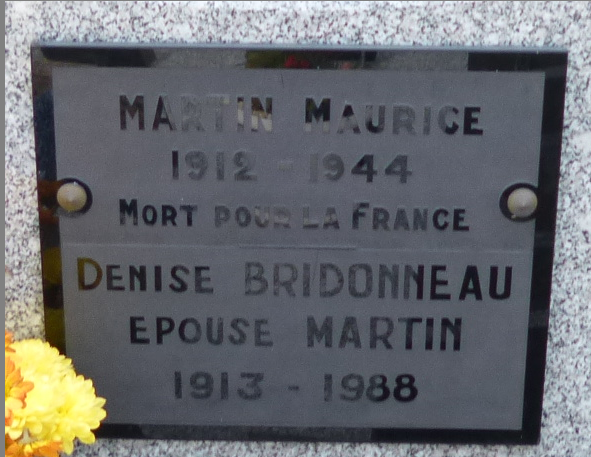 MARTIN MAURICE
1912 - 1944
MORT POUR LA FRANCE
DENISE BRIDONNEAU
EPOUSE MARTIN
1913 - 1988